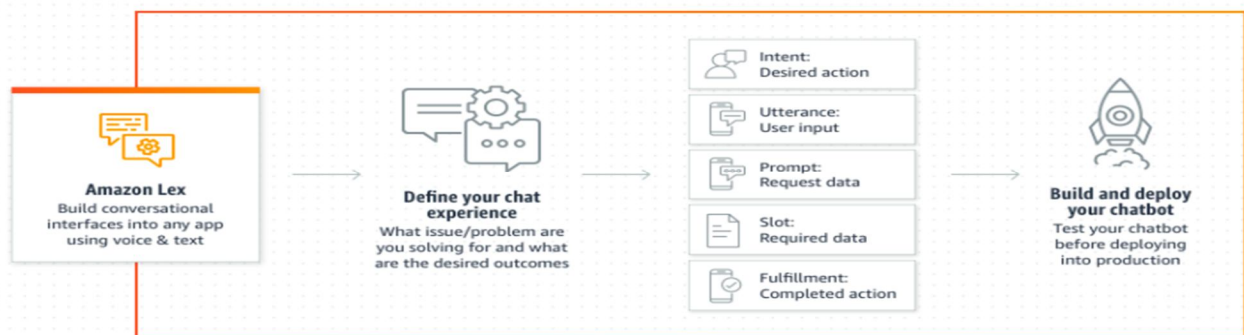 Amazon Lex
Build conversational
interfaces into any app
using voice & text
Define your chat
experience
What issue/problem are
you solving for and what
are the desired outcomes
Intent:
Desired action
Utterance:
User input
Prompt:
Request data
Slot:
Required data
Fulfillment:
Completed action
Build and deploy
your chatbot
Test your chatbot
before deploying
into production